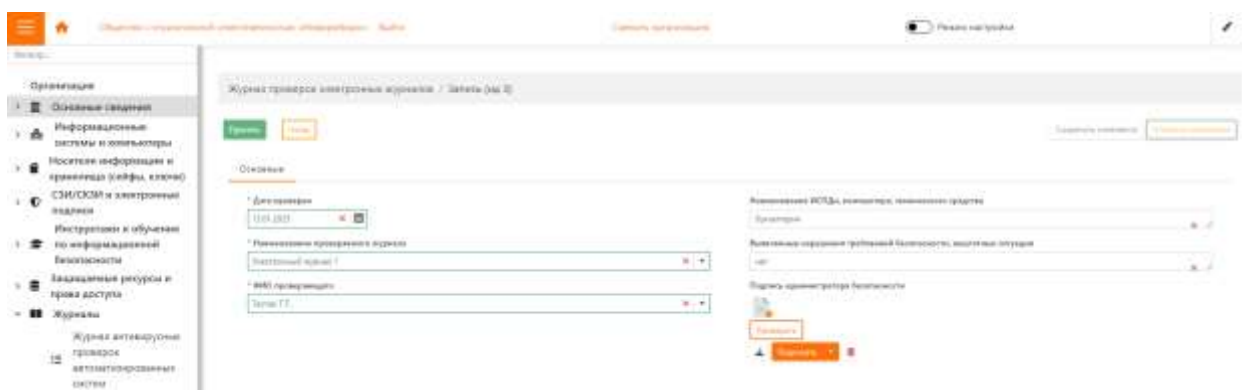 Режим настройки
Организация
Журнал проверок электронных журналов / Запись (ид 3)
Основные сведения
Информационные
системы и компьютеры
Носители информации и
хранилища (сейфы, ключи)
СЗИ/СКЗИ и электронные
подписи
Инструктажи и обучение
по информационной
безопасности
Защищаемые ресурсы и
права доступа
Журналы
Журнал антивирусных
проверок
автоматизированных
систем
Основные
* Дата проверки
* Наименование проверяемого журнала
Электронный журнал 1
* ФИО проверяющего
Наименование ИСПДн, компьютера, технического средства
Бухгалтерия
Выявленные нарушения требований безопасности, нештатные ситуации
нет
Подпись администратора безопасности
Проверить
Подписать